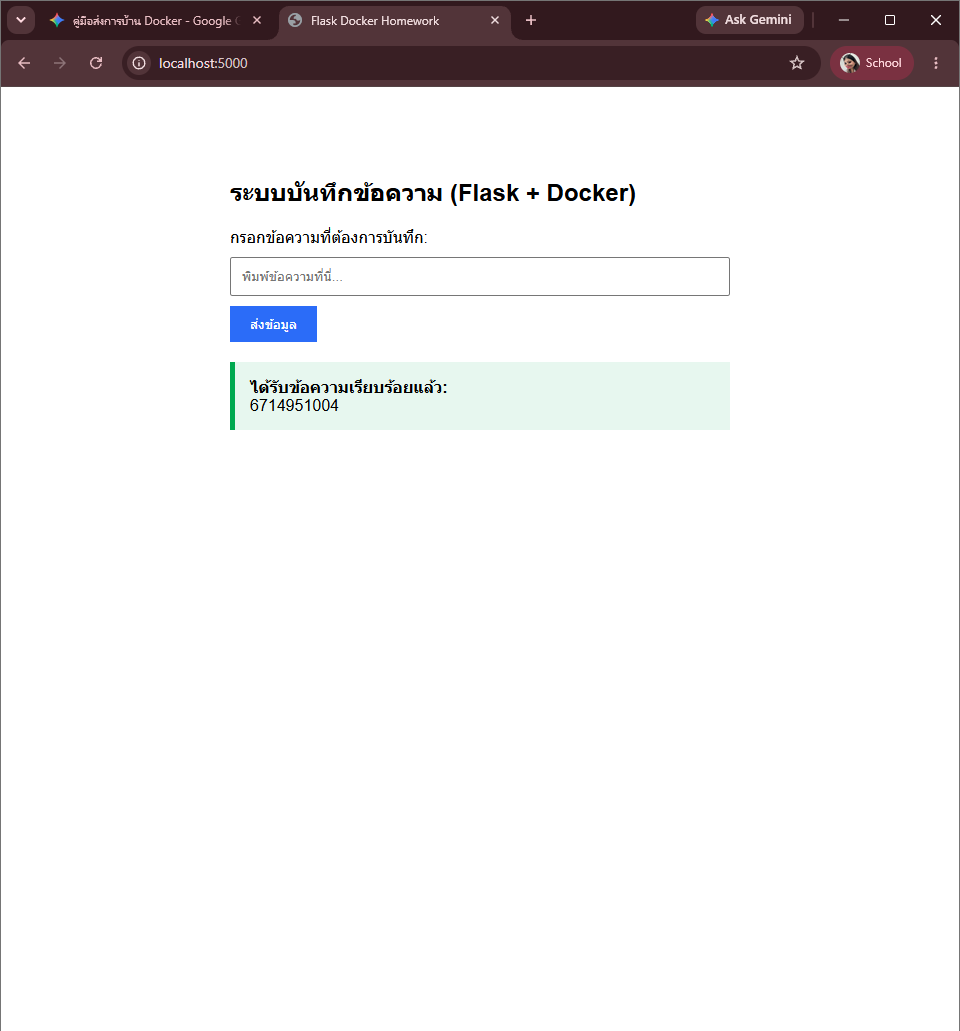 คู่มือส่งการบ้าน Docker - Google
Flask Docker Homework
Ask Gemini
localhost:5000
School
ระบบบันทึกข้อความ (Flask + Docker)
กรอกข้อความที่ต้องการบันทึก:
พิมพ์ข้อความที่นี่...
ส่งข้อมูล
ได้รับข้อความเรียบร้อยแล้ว:
6714951004